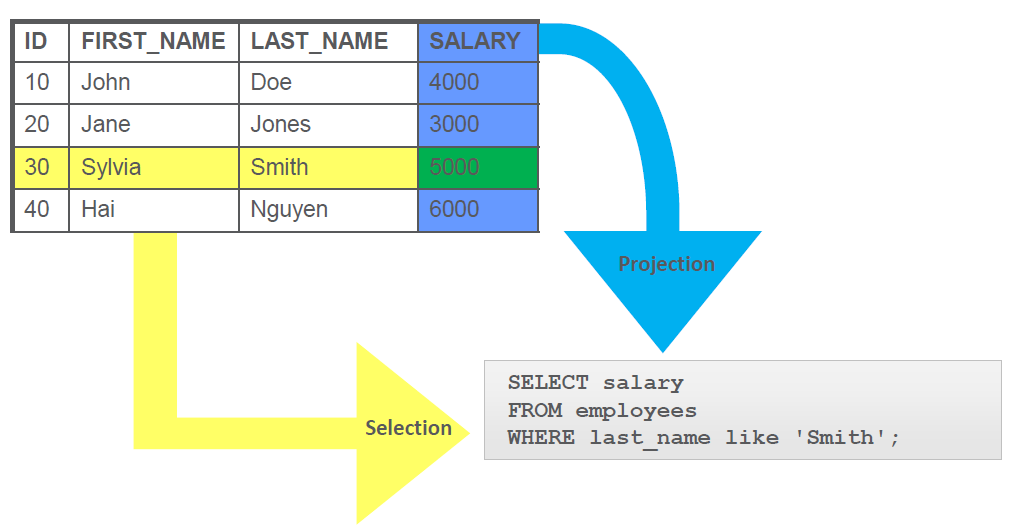 ID FIRST_NAME LAST_NAME SALARY
10 John Doe 4000
20 Jane Jones 3000
30 Sylvia Smith 5000
40 Hai Nguyen 6000
Projection
Selection
SELECT salary
FROM employees
WHERE last_name like 'Smith';